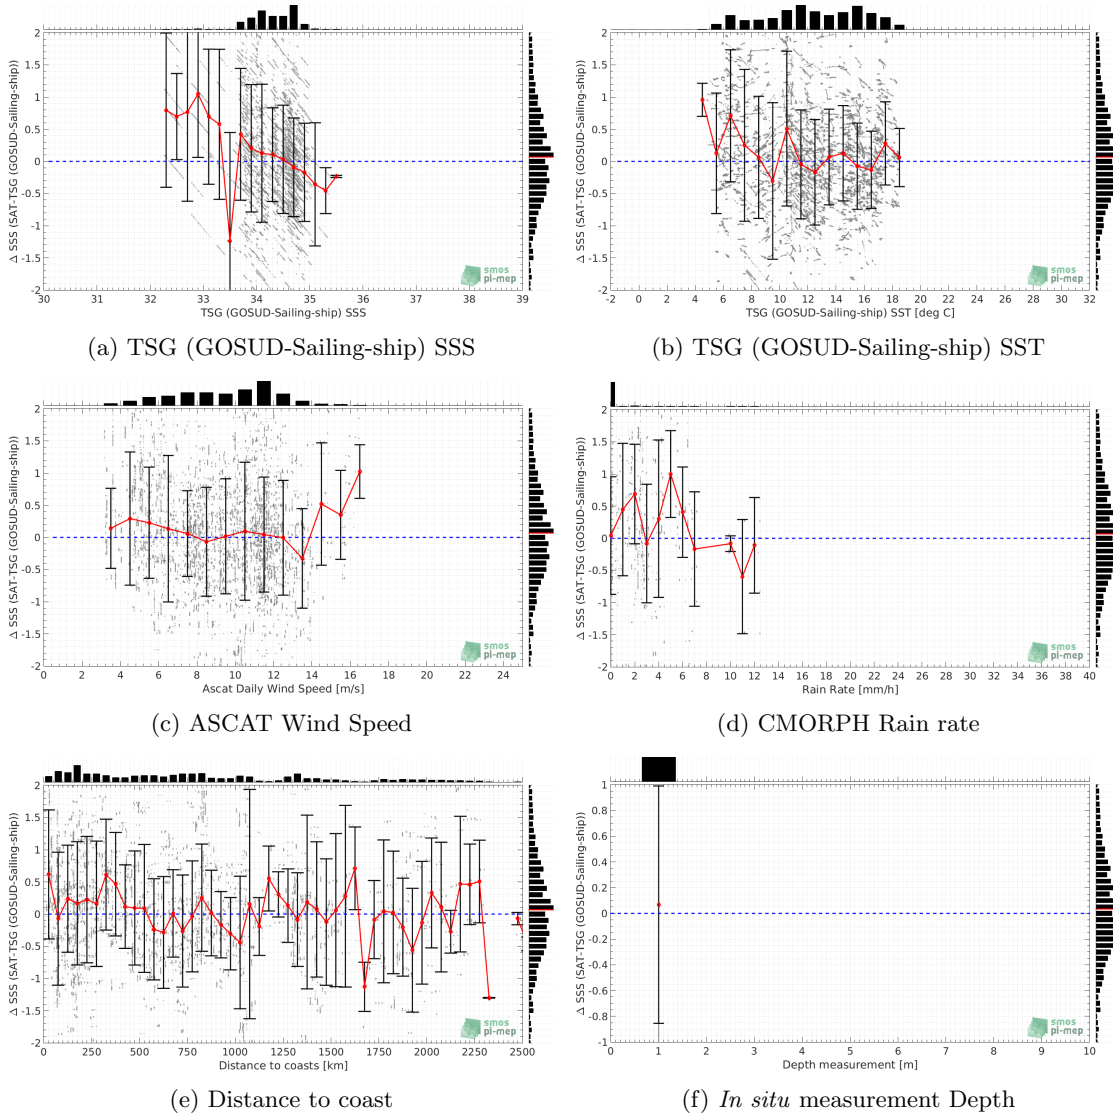 2
1.5
1
0.5
0
-0.5
-1
-1.5
-2
Δ SSS (SAT-TSG (GOSUD-Sailing-ship))
30 31 32 33 34 35 36 37 38 39
TSG (GOSUD-Sailing-ship) SSS
smos
pi-mep
(a) TSG (GOSUD-Sailing-ship) SSS
2
1.5
1
0.5
0
-0.5
-1
-1.5
-2
Δ SSS (SAT-TSG (GOSUD-Sailing-ship))
-2 0 2 4 6 8 10 12 14 16 18 20 22 24 26 28 30 32
TSG (GOSUD-Sailing-ship) SST [deg C]
smos
pi-mep
(b) TSG (GOSUD-Sailing-ship) SST
2
1.5
1
0.5
0
-0.5
-1
-1.5
-2
Δ SSS (SAT-TSG (GOSUD-Sailing-ship))
0 2 4 6 8 10 12 14 16 18 20 22 24
Ascat Daily Wind Speed [m/s]
smos
pi-mep
(c) ASCAT Wind Speed
2
1.5
1
0.5
0
-0.5
-1
-1.5
-2
Δ SSS (SAT-TSG (GOSUD-Sailing-ship))
0 2 4 6 8 10 12 14 16 18 20 22 24 26 28 30 32 34 36 38 40
Rain Rate [mm/h]
smos
pi-mep
(d) CMORPH Rain rate
2
1.5
1
0.5
0
-0.5
-1
-1.5
-2
Δ SSS (SAT-TSG (GOSUD-Sailing-ship))
0 250 500 750 1000 1250 1500 1750 2000 2250 2500
Distance to coasts [km]
smos
pi-mep
(e) Distance to coast
1
0.8
0.6
0.4
0.2
0
-0.2
-0.4
-0.6
-0.8
-1
Δ SSS (SAT-TSG (GOSUD-Sailing-ship))
0 1 2 3 4 5 6 7 8 9 10
Depth measurement [m]
smos
pi-mep
(f) In situ measurement Depth